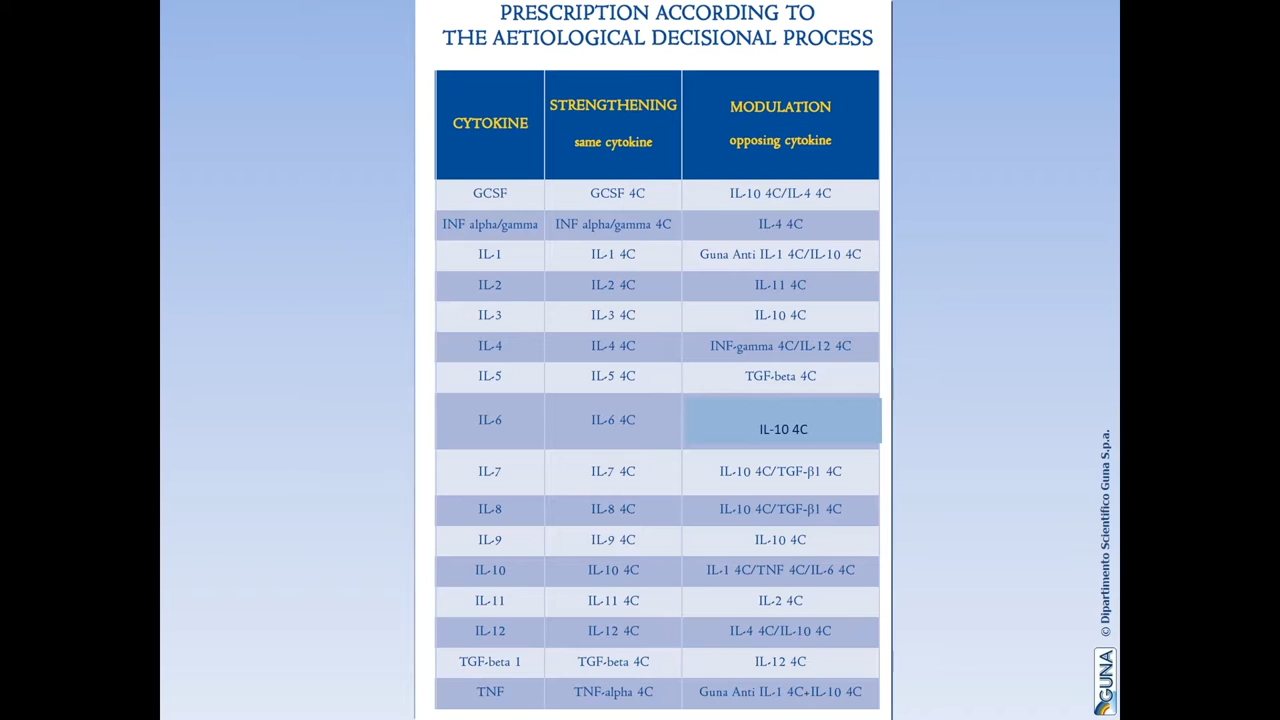 PRESCRIPTION ACCORDING TO
THE AETIOLOGICAL DECISIONAL PROCESS
CYTOKINE STRENGTHENING same cytokine MODULATION opposing cytokine
GCSF GCSF 4C IL-10 4C/IL-4 4C
INF alpha/gamma INF alpha/gamma 4C IL-4 4C
IL-1 IL-1 4C Guna Anti IL-1 4C/IL-10 4C
IL-2 IL-2 4C IL-11 4C
IL-3 IL-3 4C IL-10 4C
IL-4 IL-4 4C INF-gamma 4C/IL-12 4C
IL-5 IL-5 4C TGF-beta 4C
IL-6 IL-6 4C IL-10 4C
IL-7 IL-7 4C IL-10 4C/TGF-β1 4C
IL-8 IL-8 4C IL-10 4C/TGF-β1 4C
IL-9 IL-9 4C IL-10 4C
IL-10 IL-10 4C IL-1 4C/TNF 4C/IL-6 4C
IL-11 IL-11 4C IL-2 4C
IL-12 IL-12 4C IL-4 4C/IL-10 4C
TGF-beta 1 TGF-beta 4C IL-12 4C
TNF TNF-alpha 4C Guna Anti IL-1 4C+IL-10 4C
© Dipartimento Scientifico Guna S.p.a.
GUNA